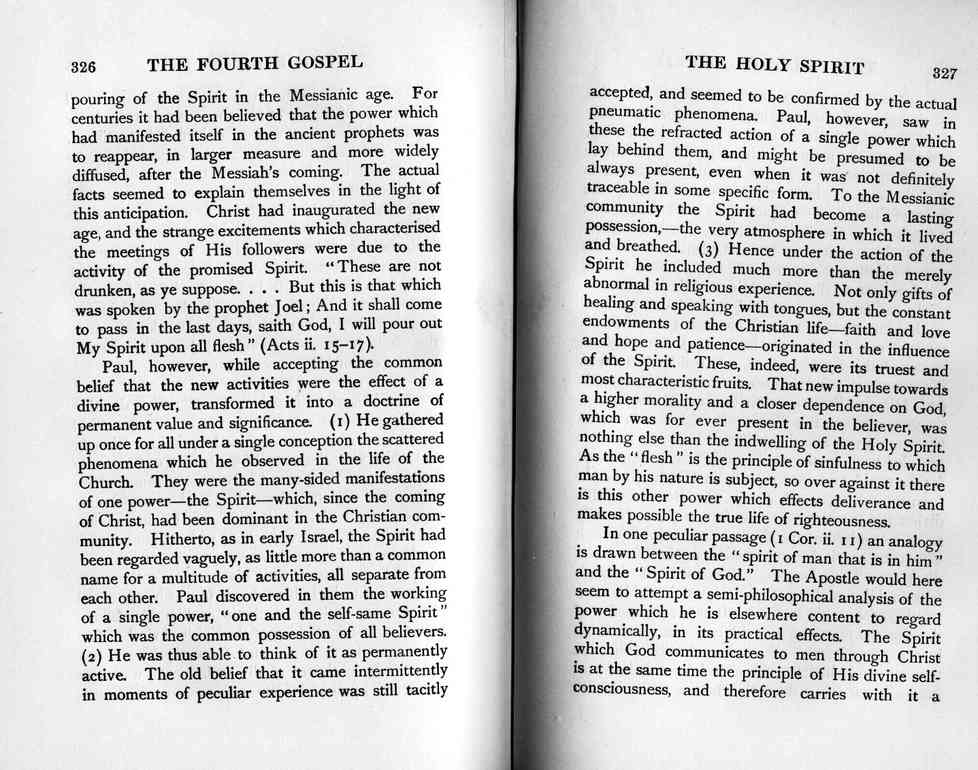 326 THE FOURTH GOSPEL
pouring of the Spirit in the Messianic age. For
centuries it had been believed that the power which
had manifested itself in the ancient prophets was
to reappear, in larger measure and more widely
diffused, after the Messiah's coming. The actual
facts seemed to explain themselves in the light of
this anticipation. Christ had inaugurated the new
age, and the strange excitements which characterised
the meetings of His followers were due to the
activity of the promised Spirit. "These are not
drunken, as ye suppose. . . . But this is that which
was spoken by the prophet Joel; And it shall come
to pass in the last days, saith God, I will pour out
My Spirit upon all flesh" (Acts ii. 15–17).
Paul, however, while accepting the common
belief that the new activities were the effect of a
divine power, transformed it into a doctrine of
permanent value and significance. (1) He gathered
up once for all under a single conception the scattered
phenomena which he observed in the life of the
Church. They were the many-sided manifestations
of one power—the Spirit—which, since the coming
of Christ, had been dominant in the Christian com-
munity. Hitherto, as in early Israel, the Spirit had
been regarded vaguely, as little more than a common
name for a multitude of activities, all separate from
each other. Paul discovered in them the working
of a single power, "one and the self-same Spirit"
which was the common possession of all believers.
(2) He was thus able to think of it as permanently
active. The old belief that it came intermittently
in moments of peculiar experience was still tacitly
THE HOLY SPIRIT 327
accepted, and seemed to be confirmed by the actual
pneumatic phenomena. Paul, however, saw in
these the refracted action of a single power which
lay behind them, and might be presumed to be
always present, even when it was not definitely
traceable in some specific form. To the Messianic
community the Spirit had become a lasting
possession,—the very atmosphere in which it lived
and breathed. (3) Hence under the action of the
Spirit he included much more than the merely
abnormal in religious experience. Not only gifts of
healing and speaking with tongues, but the constant
endowments of the Christian life—faith and love
and hope and patience—originated in the influence
of the Spirit. These, indeed, were its truest and
most characteristic fruits. That new impulse towards
a higher morality and a closer dependence on God,
which was for ever present in the believer, was
nothing else than the indwelling of the Holy Spirit.
As the "flesh" is the principle of sinfulness to which
man by his nature is subject, so over against it there
is this other power which effects deliverance and
makes possible the true life of righteousness.
In one peculiar passage (1 Cor. ii. 11) an analogy
is drawn between the "spirit of man that is in him"
and the "Spirit of God." The Apostle would here
seem to attempt a semi-philosophical analysis of the
power which he is elsewhere content to regard
dynamically, in its practical effects. The Spirit
which God communicates to men through Christ
is at the same time the principle of His divine self-
consciousness, and therefore carries with it a